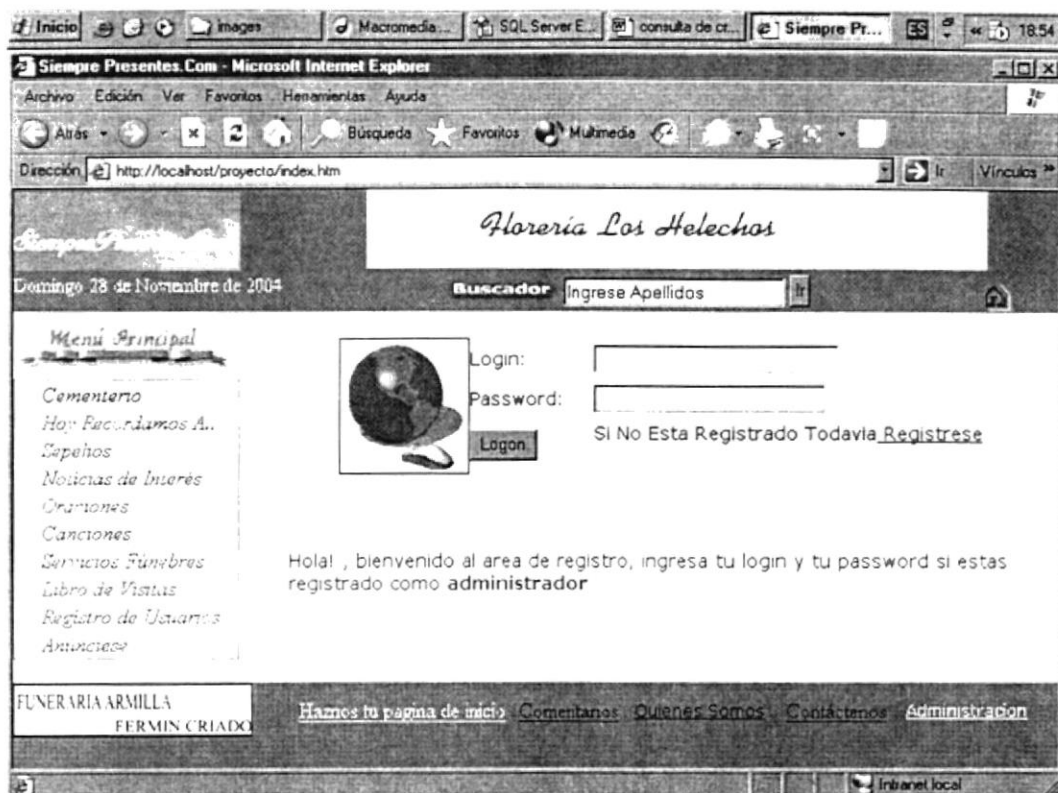 Inicio images Macromedia... SQL Server E... consulta de cr... Siempre Pr... ES « 18:54
Siempre Presentes.Com - Microsoft Internet Explorer
Archivo Edición Ver Favoritos Herramientas Ayuda
Atrás Búsqueda Favoritos Multimedia
Dirección http://localhost/proyecto/index.htm Ir Vínculos »
Florería Los Helechos
Domingo 28 de Noviembre de 2004 Buscador Ingrese Apellidos Ir
Menú Principal
Login:
Cementerio
Password:
Hoy Recordamos A..
Logon
Si No Esta Registrado Todavia Registrese
Sepelios
Noticias de Interés
Oraciones
Canciones
Servicios Fúnebres
Hola! , bienvenido al area de registro, ingresa tu login y tu password si estas
registrado como administrador
Libro de Visitas
Registro de Usuarios
Anunciese
FUNERARIA ARMILLA
FERMIN CRIADO
Haznos tu pagina de inicio Comentarios Quienes Somos Contáctenos Administracion
Intranet local